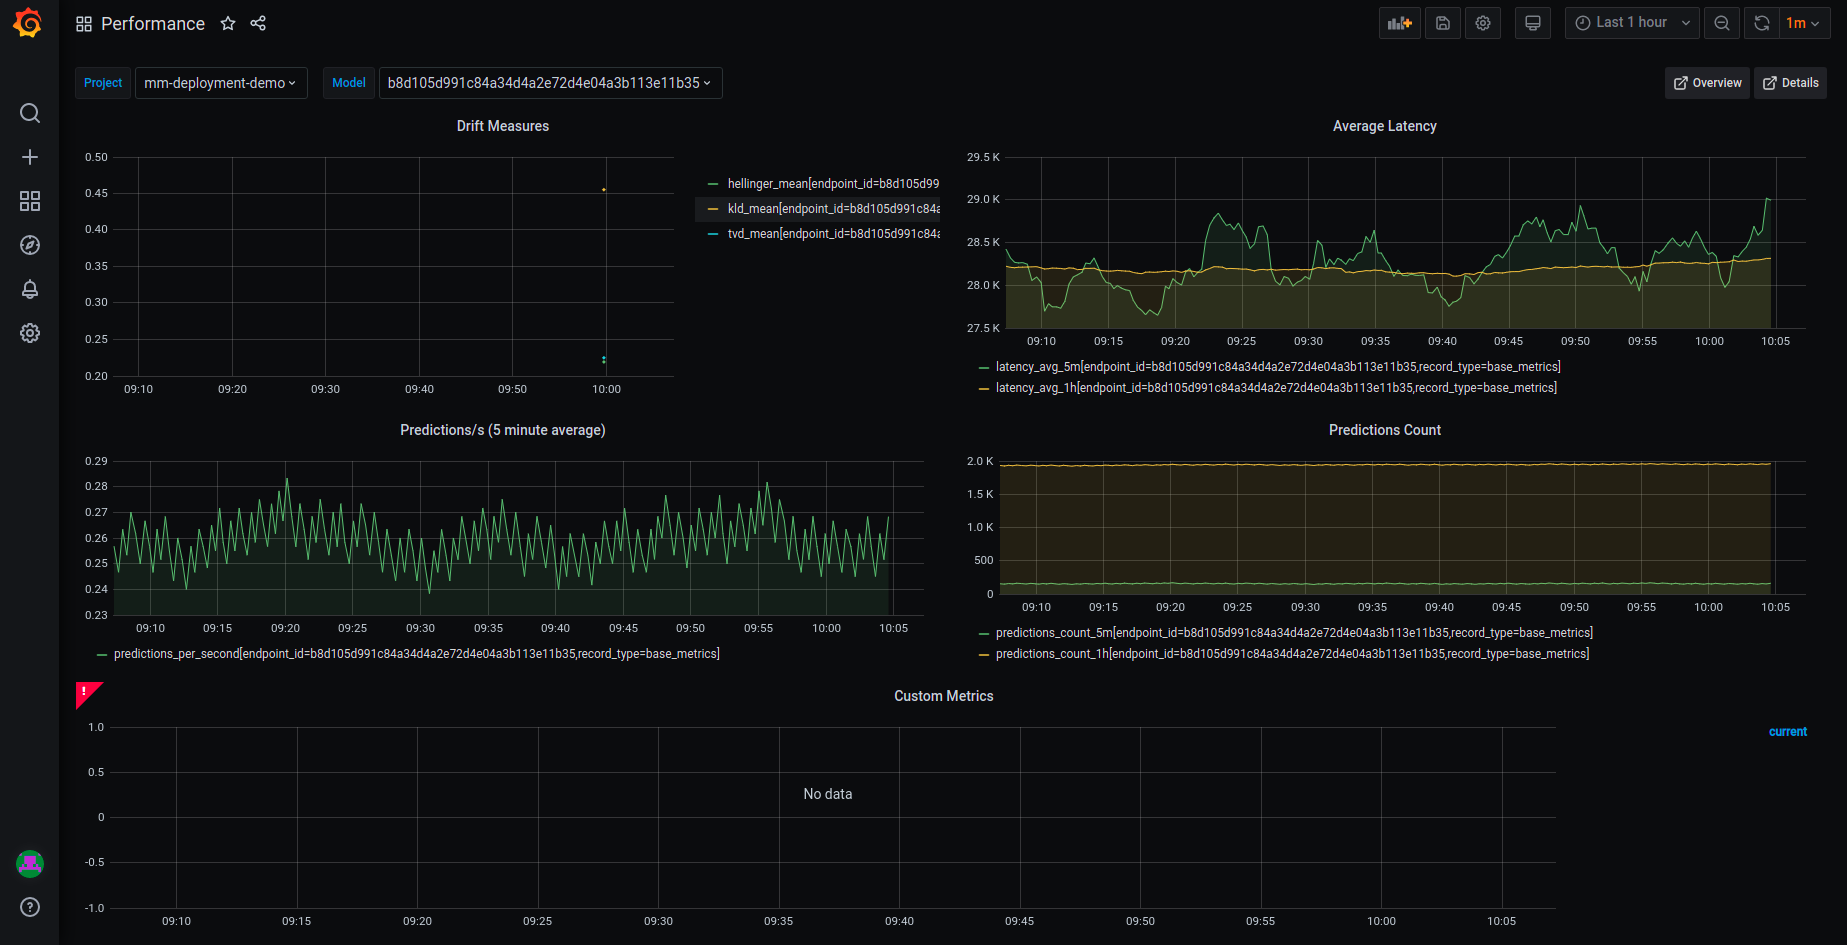 Performance
Last 1 hour
1m
Project mm-deployment-demo Model b8d105d991c84a34d4a2e72d4e04a3b113e11b35
Overview Details
Drift Measures
0.50
0.45
0.40
0.35
0.30
0.25
0.20
09:10 09:20 09:30 09:40 09:50 10:00
hellinger_mean[endpoint_id=b8d105d99
kld_mean[endpoint_id=b8d105d991c84a
tvd_mean[endpoint_id=b8d105d991c84a
Average Latency
29.5 K
29.0 K
28.5 K
28.0 K
27.5 K
09:10 09:15 09:20 09:25 09:30 09:35 09:40 09:45 09:50 09:55 10:00 10:05
latency_avg_5m[endpoint_id=b8d105d991c84a34d4a2e72d4e04a3b113e11b35,record_type=base_metrics]
latency_avg_1h[endpoint_id=b8d105d991c84a34d4a2e72d4e04a3b113e11b35,record_type=base_metrics]
Predictions/s (5 minute average)
0.29
0.28
0.27
0.26
0.25
0.24
0.23
09:10 09:15 09:20 09:25 09:30 09:35 09:40 09:45 09:50 09:55 10:00 10:05
predictions_per_second[endpoint_id=b8d105d991c84a34d4a2e72d4e04a3b113e11b35,record_type=base_metrics]
Predictions Count
2.0 K
1.5 K
1.0 K
500
0
09:10 09:15 09:20 09:25 09:30 09:35 09:40 09:45 09:50 09:55 10:00 10:05
predictions_count_5m[endpoint_id=b8d105d991c84a34d4a2e72d4e04a3b113e11b35,record_type=base_metrics]
predictions_count_1h[endpoint_id=b8d105d991c84a34d4a2e72d4e04a3b113e11b35,record_type=base_metrics]
!
Custom Metrics
1.0
0.5
0
-0.5
-1.0
No data
current
09:10 09:15 09:20 09:25 09:30 09:35 09:40 09:45 09:50 09:55 10:00 10:05